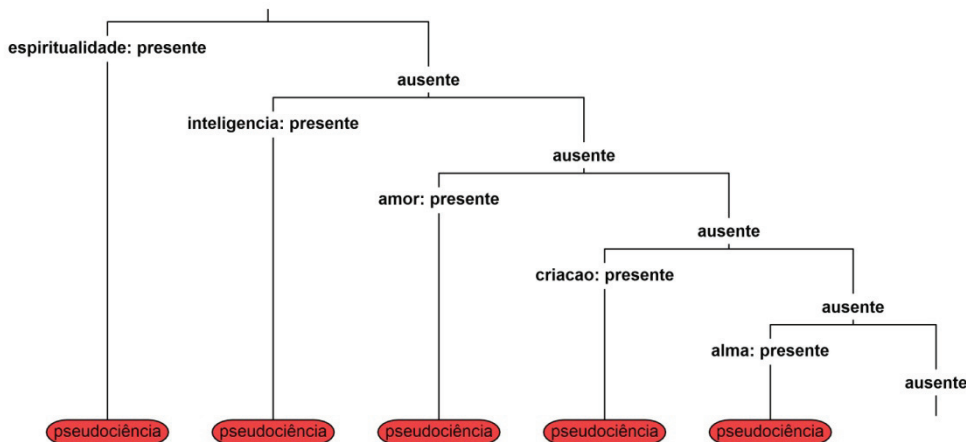 espiritualidade: presente
ausente
inteligencia: presente
ausente
amor: presente
ausente
criacao: presente
ausente
alma: presente
ausente
pseudociência
pseudociência
pseudociência
pseudociência
pseudociência